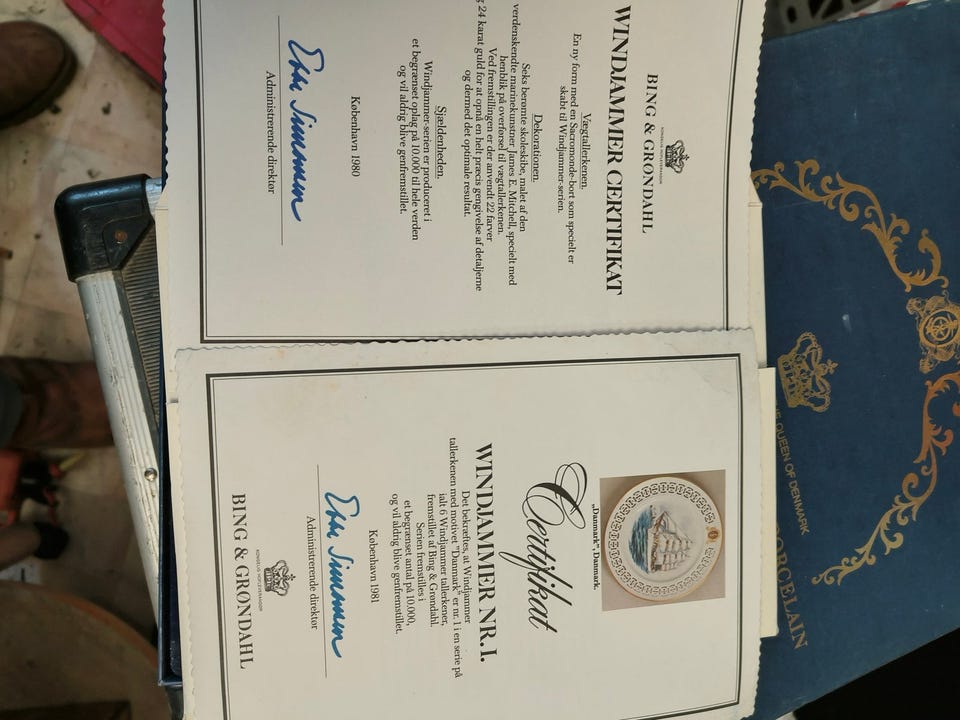 BING & GRØNDAHL
WINDJAMMER CERTIFIKAT
Vægtallerkenen.
En ny form med en Sacromonde-bort som specielt er
skabt til Windjammer-serien.
Dekorationen.
Seks berømte skoleskibe, malet af den
verdenskendte marinekunstner James E. Mitchell, specielt med
henblik på overførsel til vægtallerkenen.
Ved fremstillingen er der anvendt 22 farver
24 karat guld for at opnå en helt præcis gengivelse af detaljerne
og dermed det optimale resultat.
Sjældenheden.
Windjammer-serien er produceret i
et begrænset oplag på 10.000 til hele verden
og vil aldrig blive genfremstillet.
København 1980
Administrerende direktør
"Danmark", Danmark.
Certifikat
WINDJAMMER NR. I.
Det bekræftes, at Windjammer
tallerkenen med motivet "Danmark" er nr. 1 i en serie på
ialt 6 Windjammer tallerkener,
fremstillet af Bing & Grøndahl.
Serien fremstilles i
et begrænset antal på 10.000,
og vil aldrig blive genfremstillet.
København 1981
Administrerende direktør
KONGELIG HOFLEVERANDØR
BING & GRØNDAHL
QUEEN OF DENMARK
PORCELAIN